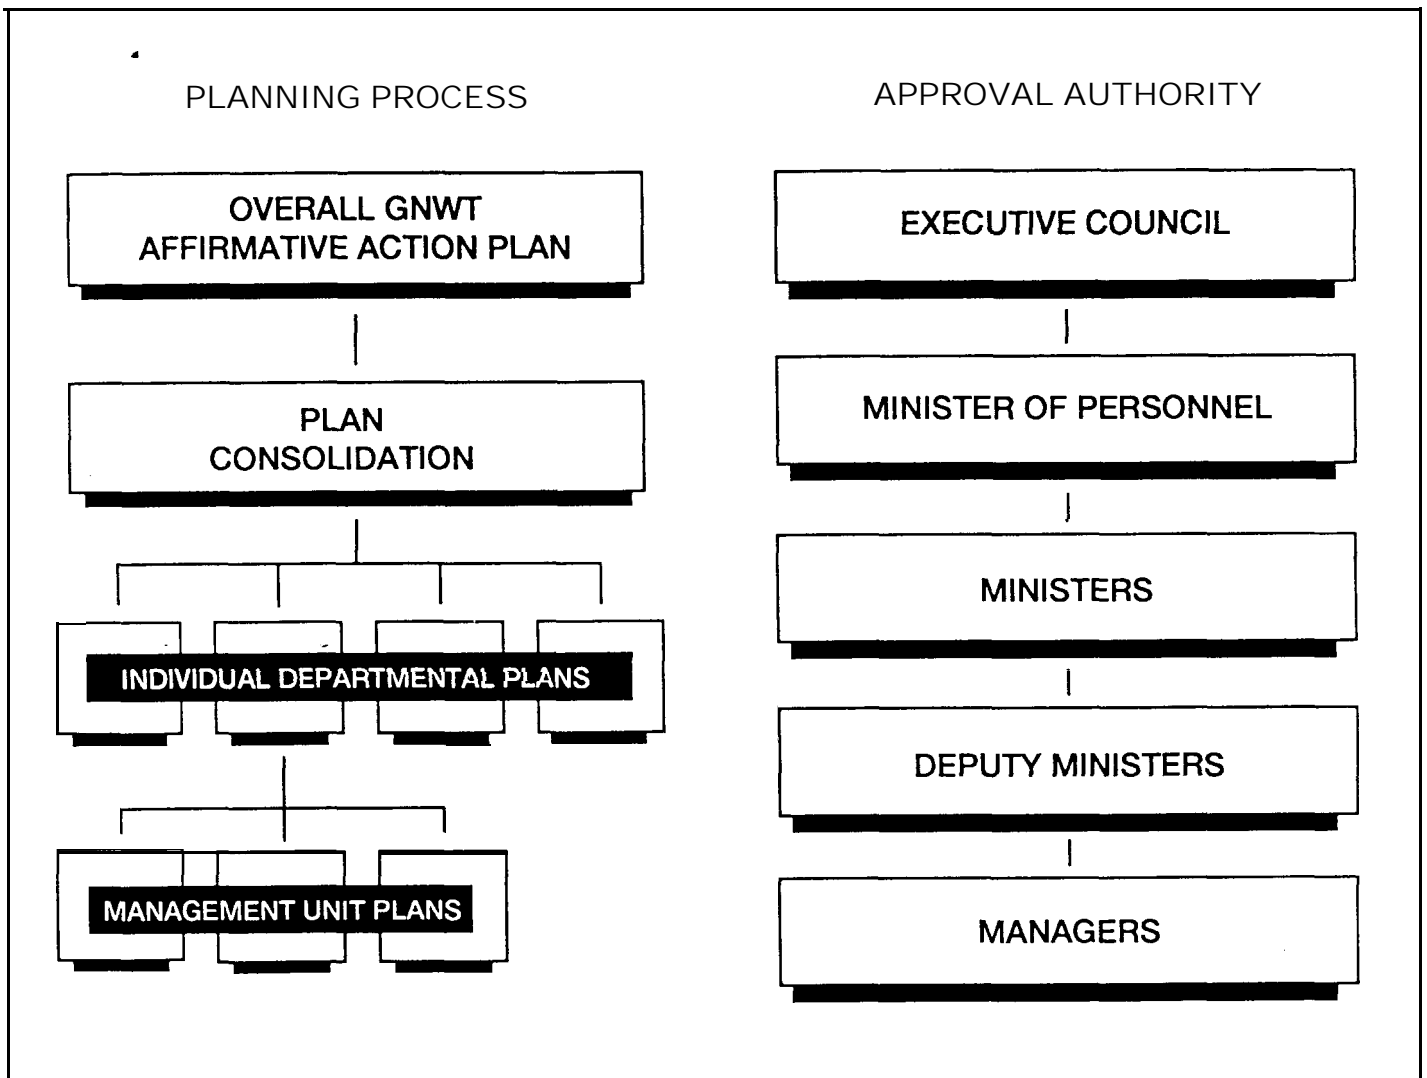 PLANNING PROCESS
OVERALL GNWT
AFFIRMATIVE ACTION PLAN
PLAN
CONSOLIDATION
INDIVIDUAL DEPARTMENTAL PLANS
MANAGEMENT UNIT PLANS
APPROVAL AUTHORITY
EXECUTIVE COUNCIL
MINISTER OF PERSONNEL
MINISTERS
DEPUTY MINISTERS
MANAGERS